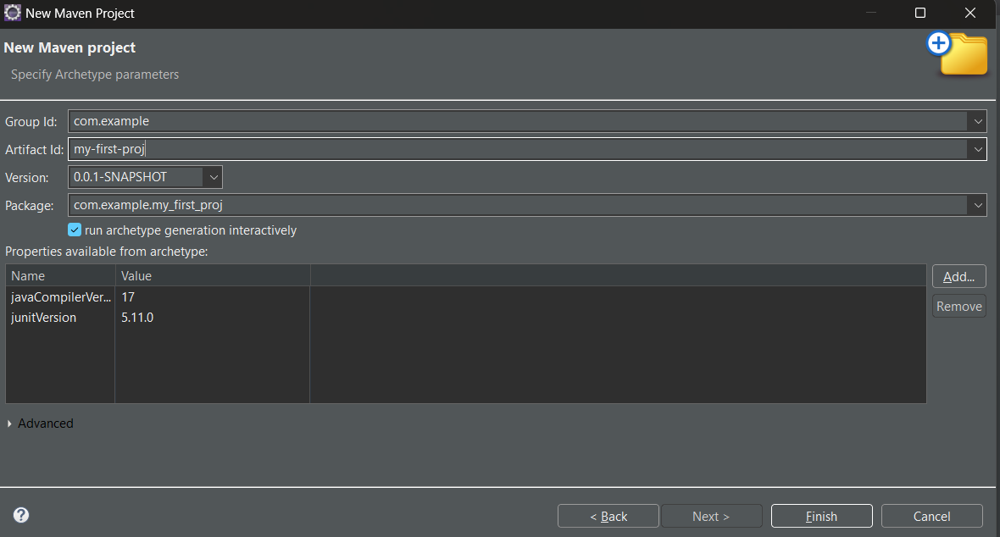 New Maven Project
New Maven project
Specify Archetype parameters
Group Id: com.example
Artifact Id: my-first-proj
Version: 0.0.1-SNAPSHOT
Package: com.example.my_first_proj
run archetype generation interactively
Properties available from archetype:
Name Value
javaCompilerVer... 17
junitVersion 5.11.0
Add...
Remove
Advanced
?
< Back Next > Finish Cancel